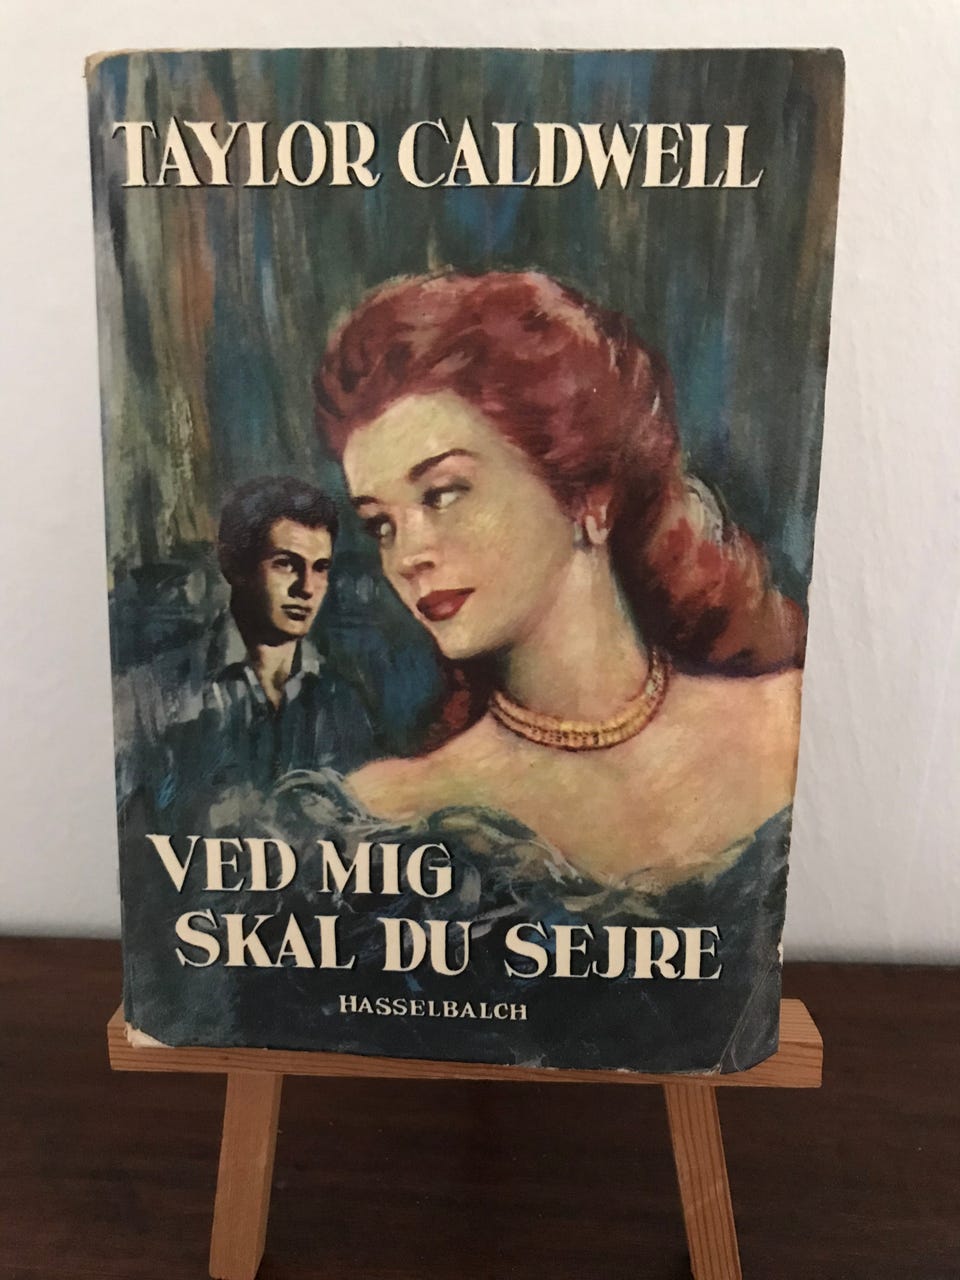 TAYLOR CALDWELL
VED MIG
SKAL DU SEJRE
HASSELBALCH